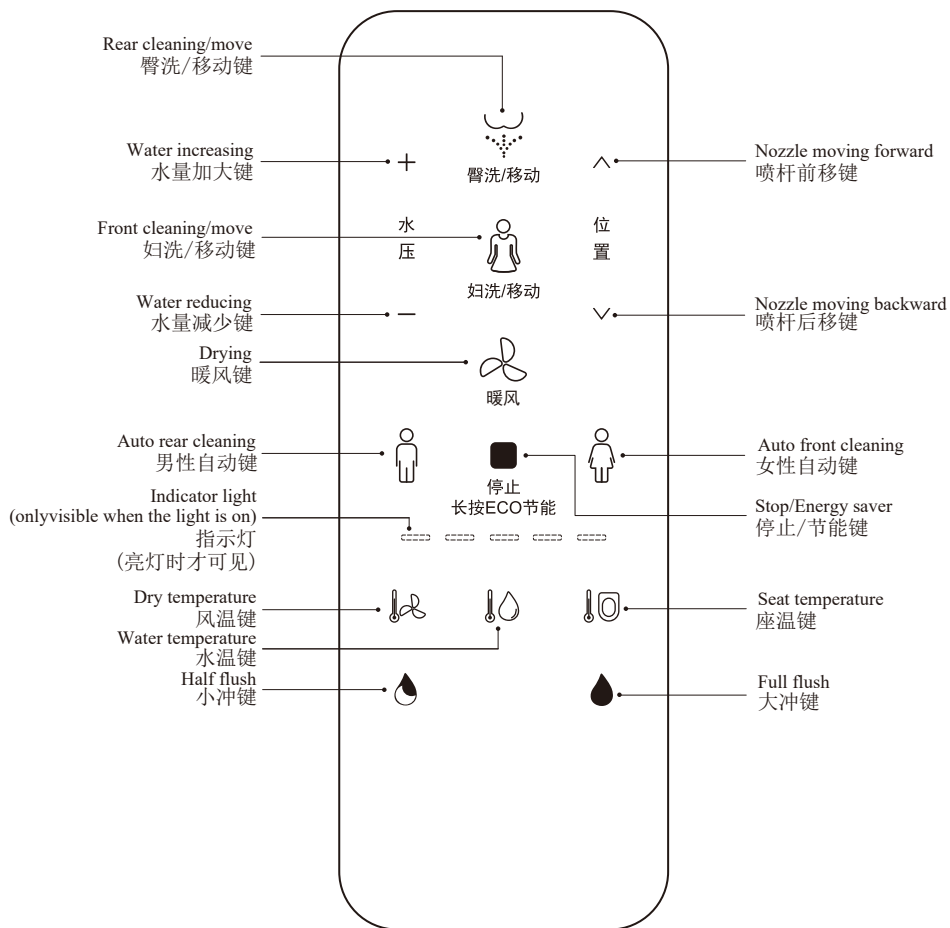 Rear cleaning/move
臀洗/移动键
Water increasing
水量加大键
Front cleaning/move
妇洗/移动键
Water reducing
水量减少键
Drying
暖风键
Auto rear cleaning
男性自动键
Indicator light
(onlyvisible when the light is on)
指示灯
(亮灯时才可见)
Dry temperature
风温键
Water temperature
水温键
Half flush
小冲键
臀洗/移动
水
压
位
置
妇洗/移动
暖风
停止
长按ECO节能
Nozzle moving forward
喷杆前移键
Nozzle moving backward
喷杆后移键
Auto front cleaning
女性自动键
Stop/Energy saver
停止/节能键
Seat temperature
座温键
Full flush
大冲键